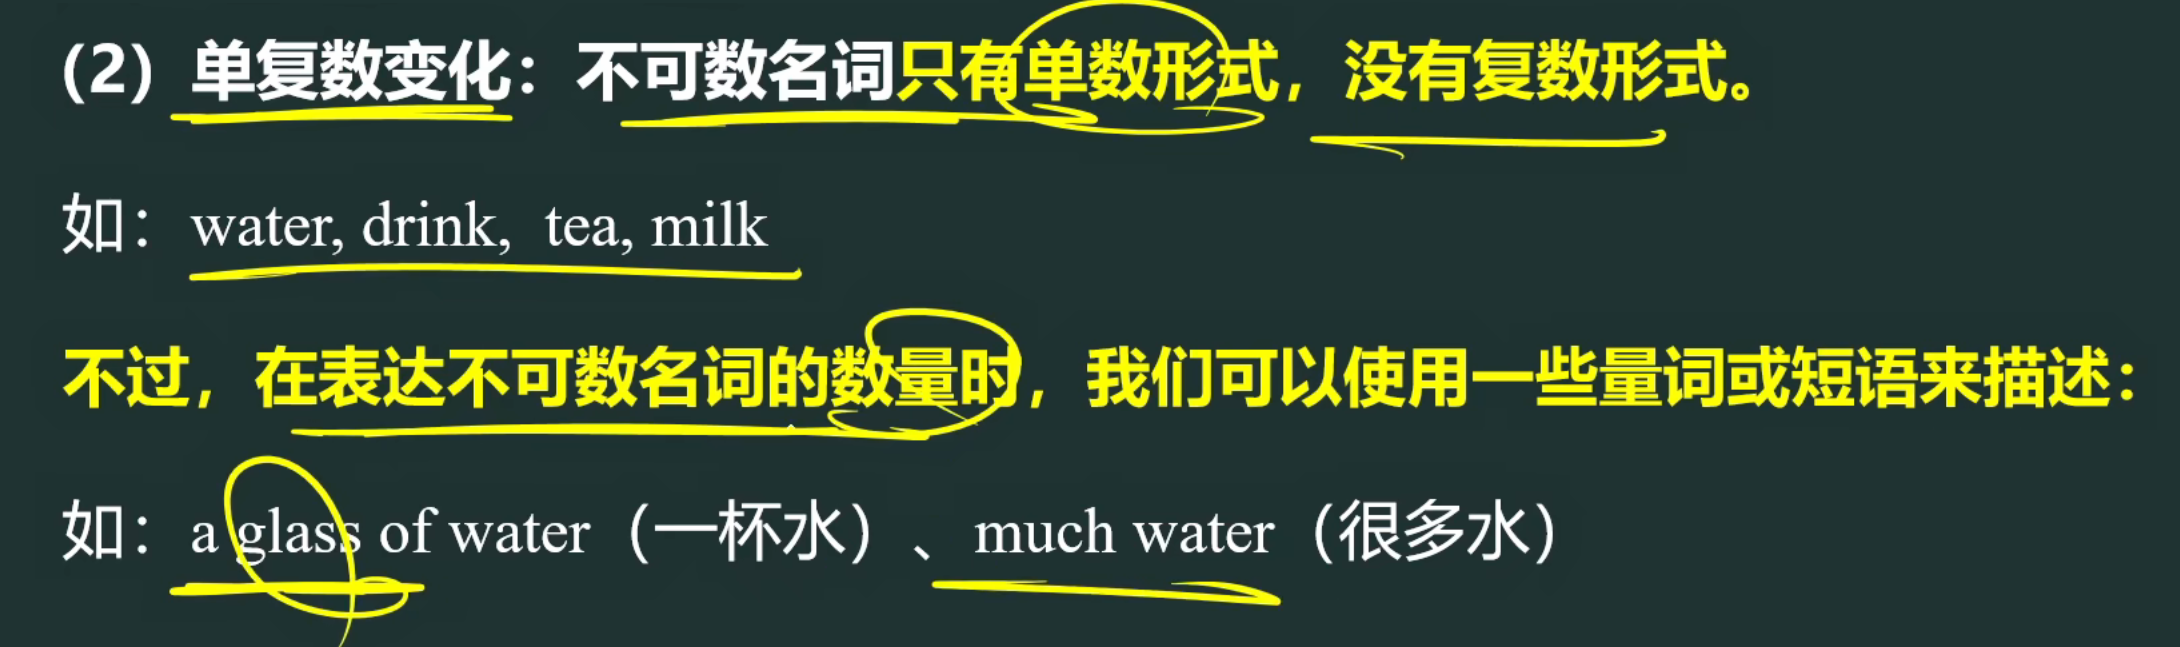 （2）单复数变化：不可数名词只有单数形式，没有复数形式。
如：water, drink, tea, milk
不过，在表达不可数名词的数量时，我们可以使用一些量词或短语来描述：
如：a glass of water（一杯水）、much water（很多水）